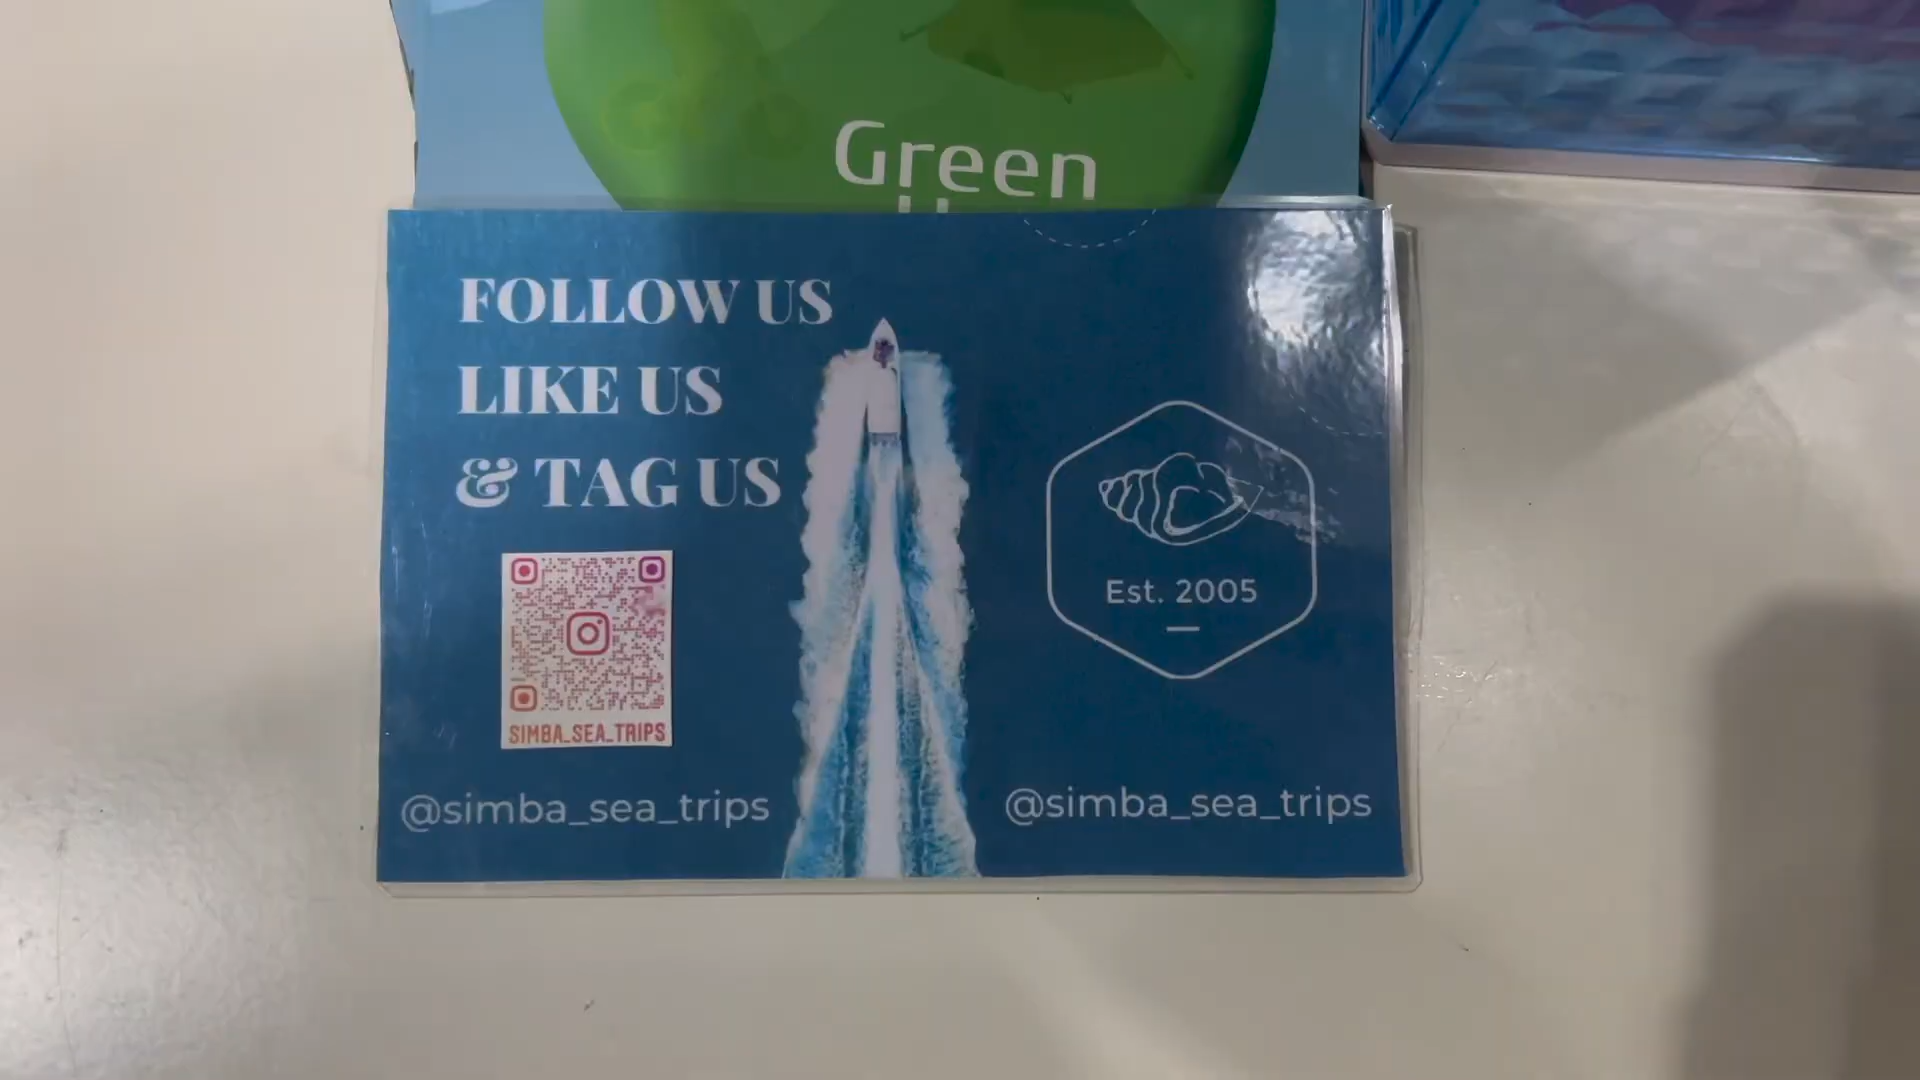 Green
FOLLOW US
LIKE US
& TAG US
SIMBA_SEA_TRIPS
@simba_sea_trips
Est. 2005
@simba_sea_trips